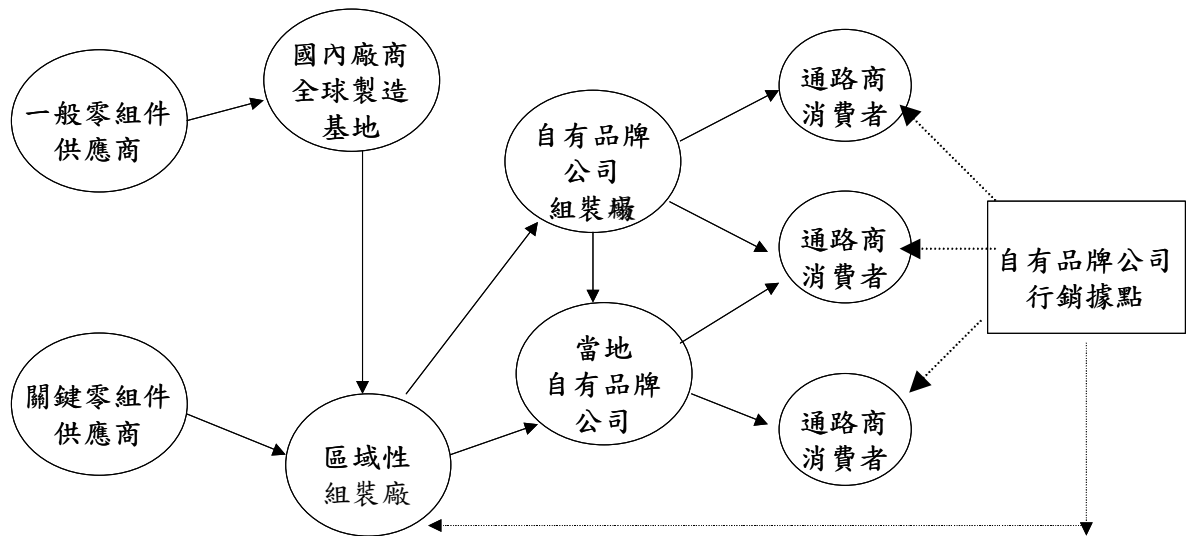 一般零組件
供應商
國內廠商
全球製造
基地
自有品牌
公司
組裝廠
通路商
消費者
通路商
消費者
自有品牌公司
行銷據點
當地
自有品牌
公司
關鍵零組件
供應商
區域性
組裝廠
通路商
消費者